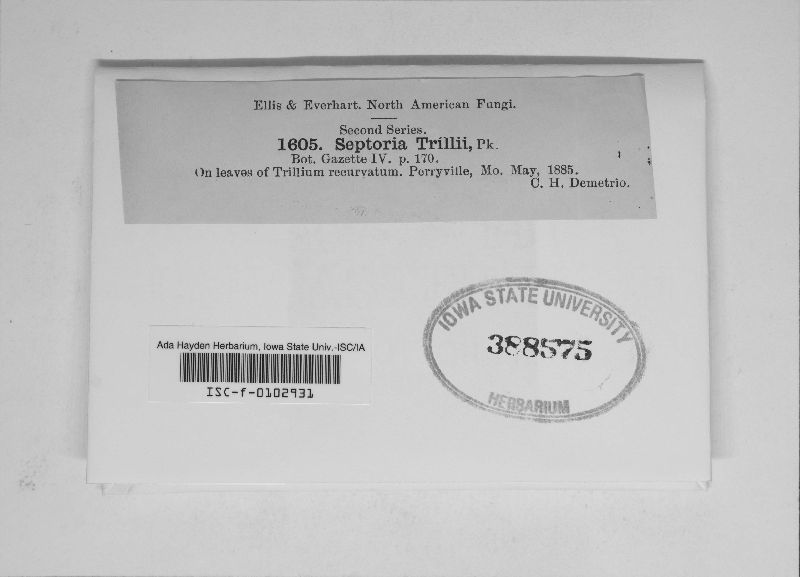 Ellis & Everhart. North American Fungi.
Second Series.
1605. Septoria Trillii, Pk.
Bot. Gazette IV. p. 170.
On leaves of Trillium recurvatum. Perryville, Mo. May, 1885.
C. H. Demetrio.
IOWA STATE UNIVERSITY
388575
HERBARIUM
Ada Hayden Herbarium, Iowa State Univ.-ISC/IA
ISC-f-0102931